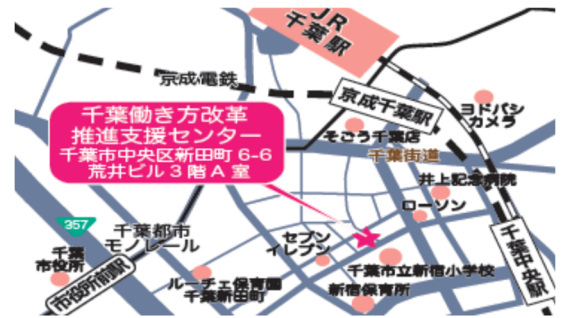 JR
千葉駅
京成電鉄
京成千葉駅
ヨドバシ
カメラ
千葉働き方改革
推進支援センター
千葉市中央区新田町 6-6
荒井ビル 3 階 A 室
そごう千葉店
千葉街道
井上記念病院
ローソン
357
千葉都市
モノレール
セブン
イレブン
千葉
市役所
市役所前駅
千葉中央駅
千葉市立新宿小学校
ルーチェ保育園
千葉新田町
新宿保育所